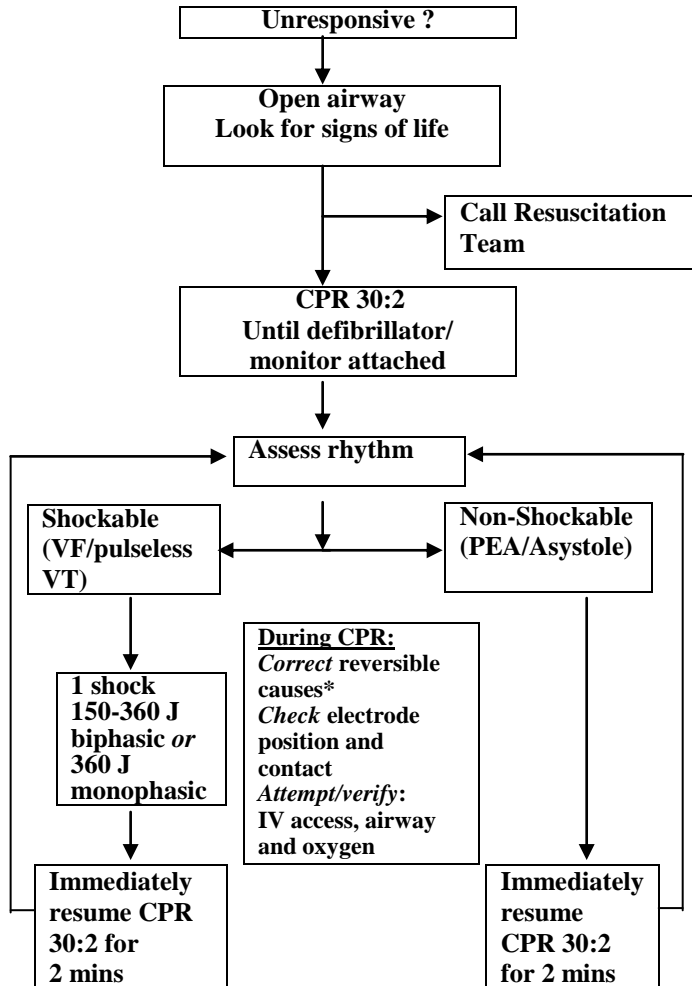 Unresponsive ?
Open airway
Look for signs of life
Call Resuscitation
Team
CPR 30:2
Until defibrillator/
monitor attached
Assess rhythm
Shockable
(VF/pulseless
VT)
Non-Shockable
(PEA/Asystole)
1 shock
150-360 J
biphasic or
360 J
monophasic
During CPR:
Correct reversible
causes*
Check electrode
position and
contact
Attempt/verify:
IV access, airway
and oxygen
Immediately
resume CPR
30:2 for
2 mins
Immediately
resume
CPR 30:2
for 2 mins